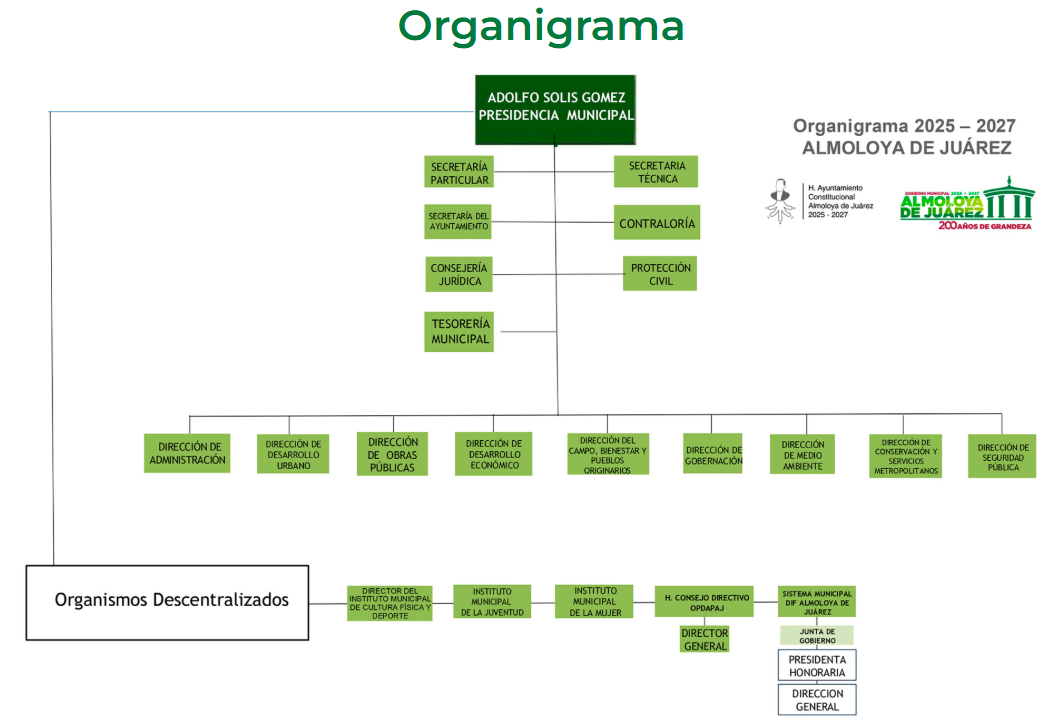 Organigrama
ADOLFO SOLIS GOMEZ
PRESIDENCIA MUNICIPAL
Organigrama 2025 – 2027
ALMOLOYA DE JUÁREZ
H. Ayuntamiento
Constitucional
Almoloya de Juárez
2025 - 2027
GOBIERNO MUNICIPAL 2025 - 2027
ALMOLOYA
DE JUÁREZ
200AÑOS DE GRANDEZA
SECRETARÍA
PARTICULAR
SECRETARIA
TÉCNICA
SECRETARÍA DEL
AYUNTAMIENTO
CONTRALORÍA
CONSEJERÍA
JURÍDICA
PROTECCIÓN
CIVIL
TESORERÍA
MUNICIPAL
DIRECCIÓN DE
ADMINISTRACIÓN
DIRECCIÓN DE
DESARROLLO
URBANO
DIRECCIÓN
DE OBRAS
PÚBLICAS
DIRECCIÓN DE
DESARROLLO
ECONÓMICO
DIRECCIÓN DEL
CAMPO, BIENESTAR Y
PUEBLOS
ORIGINARIOS
DIRECCIÓN DE
GOBERNACIÓN
DIRECCIÓN
DE MEDIO
AMBIENTE
DIRECCIÓN DE
CONSERVACIÓN Y
SERVICIOS
METROPOLITANOS
DIRECCIÓN DE
SEGURIDAD
PÚBLICA
Organismos Descentralizados
DIRECTOR DEL
INSTITUTO MUNICIPAL
DE CULTURA FÍSICA Y
DEPORTE
INSTITUTO
MUNICIPAL
DE LA JUVENTUD
INSTITUTO
MUNICIPAL
DE LA MUJER
H. CONSEJO DIRECTIVO
OPDAPAJ
DIRECTOR
GENERAL
SISTEMA MUNICIPAL
DIF ALMOLOYA DE
JUÁREZ
JUNTA DE
GOBIERNO
PRESIDENTA
HONORARIA
DIRECCION
GENERAL